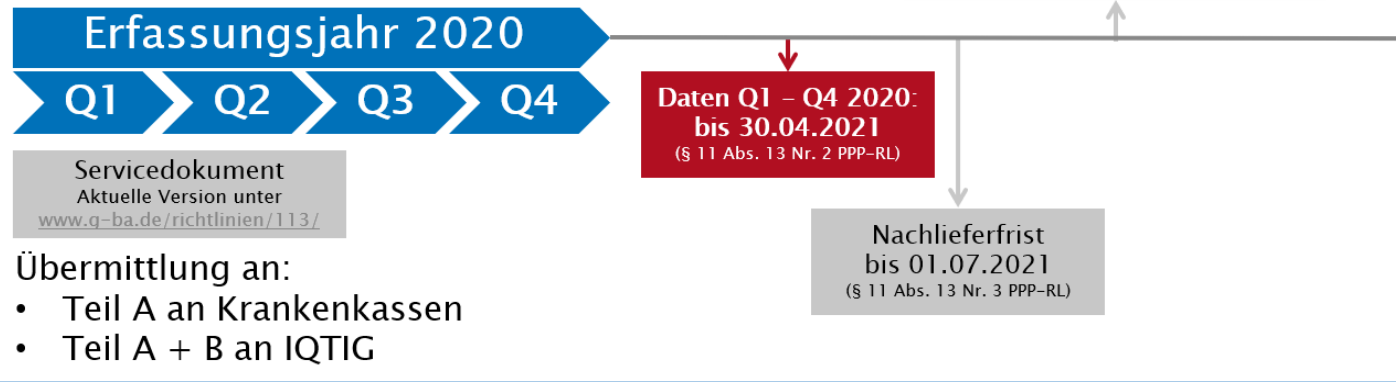 Erfassungsjahr 2020
Q1 Q2 Q3 Q4
Servicedokument
Aktuelle Version unter
www.g-ba.de/richtlinien/113/
Übermittlung an:
• Teil A an Krankenkassen
• Teil A + B an IQTIG
Daten Q1 – Q4 2020:
bis 30.04.2021
(§ 11 Abs. 13 Nr. 2 PPP-RL)
Nachlieferfrist
bis 01.07.2021
(§ 11 Abs. 13 Nr. 3 PPP-RL)